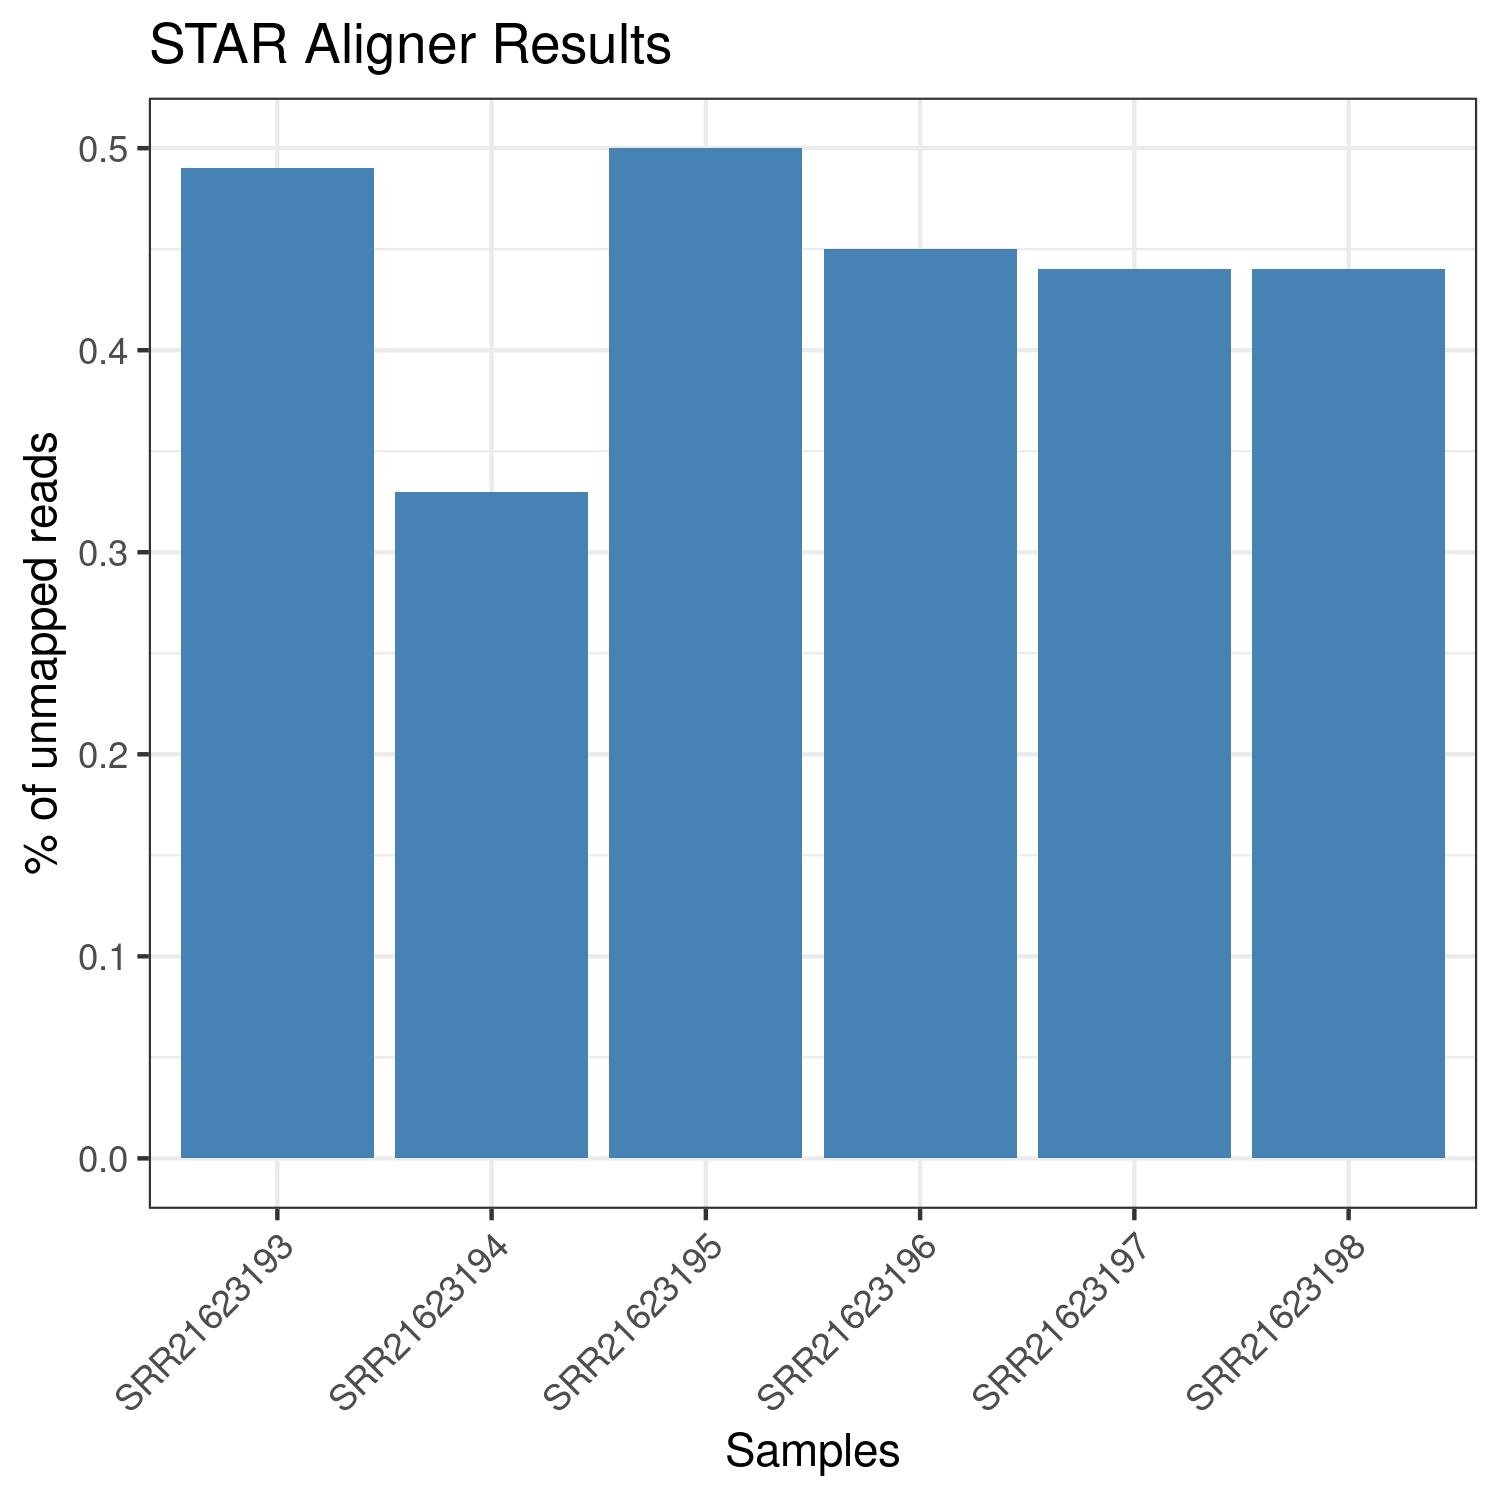 STAR Aligner Results
% of unmapped reads
0.5
0.4
0.3
0.2
0.1
0.0
SRR21623193
SRR21623194
SRR21623195
SRR21623196
SRR21623197
SRR21623198
Samples